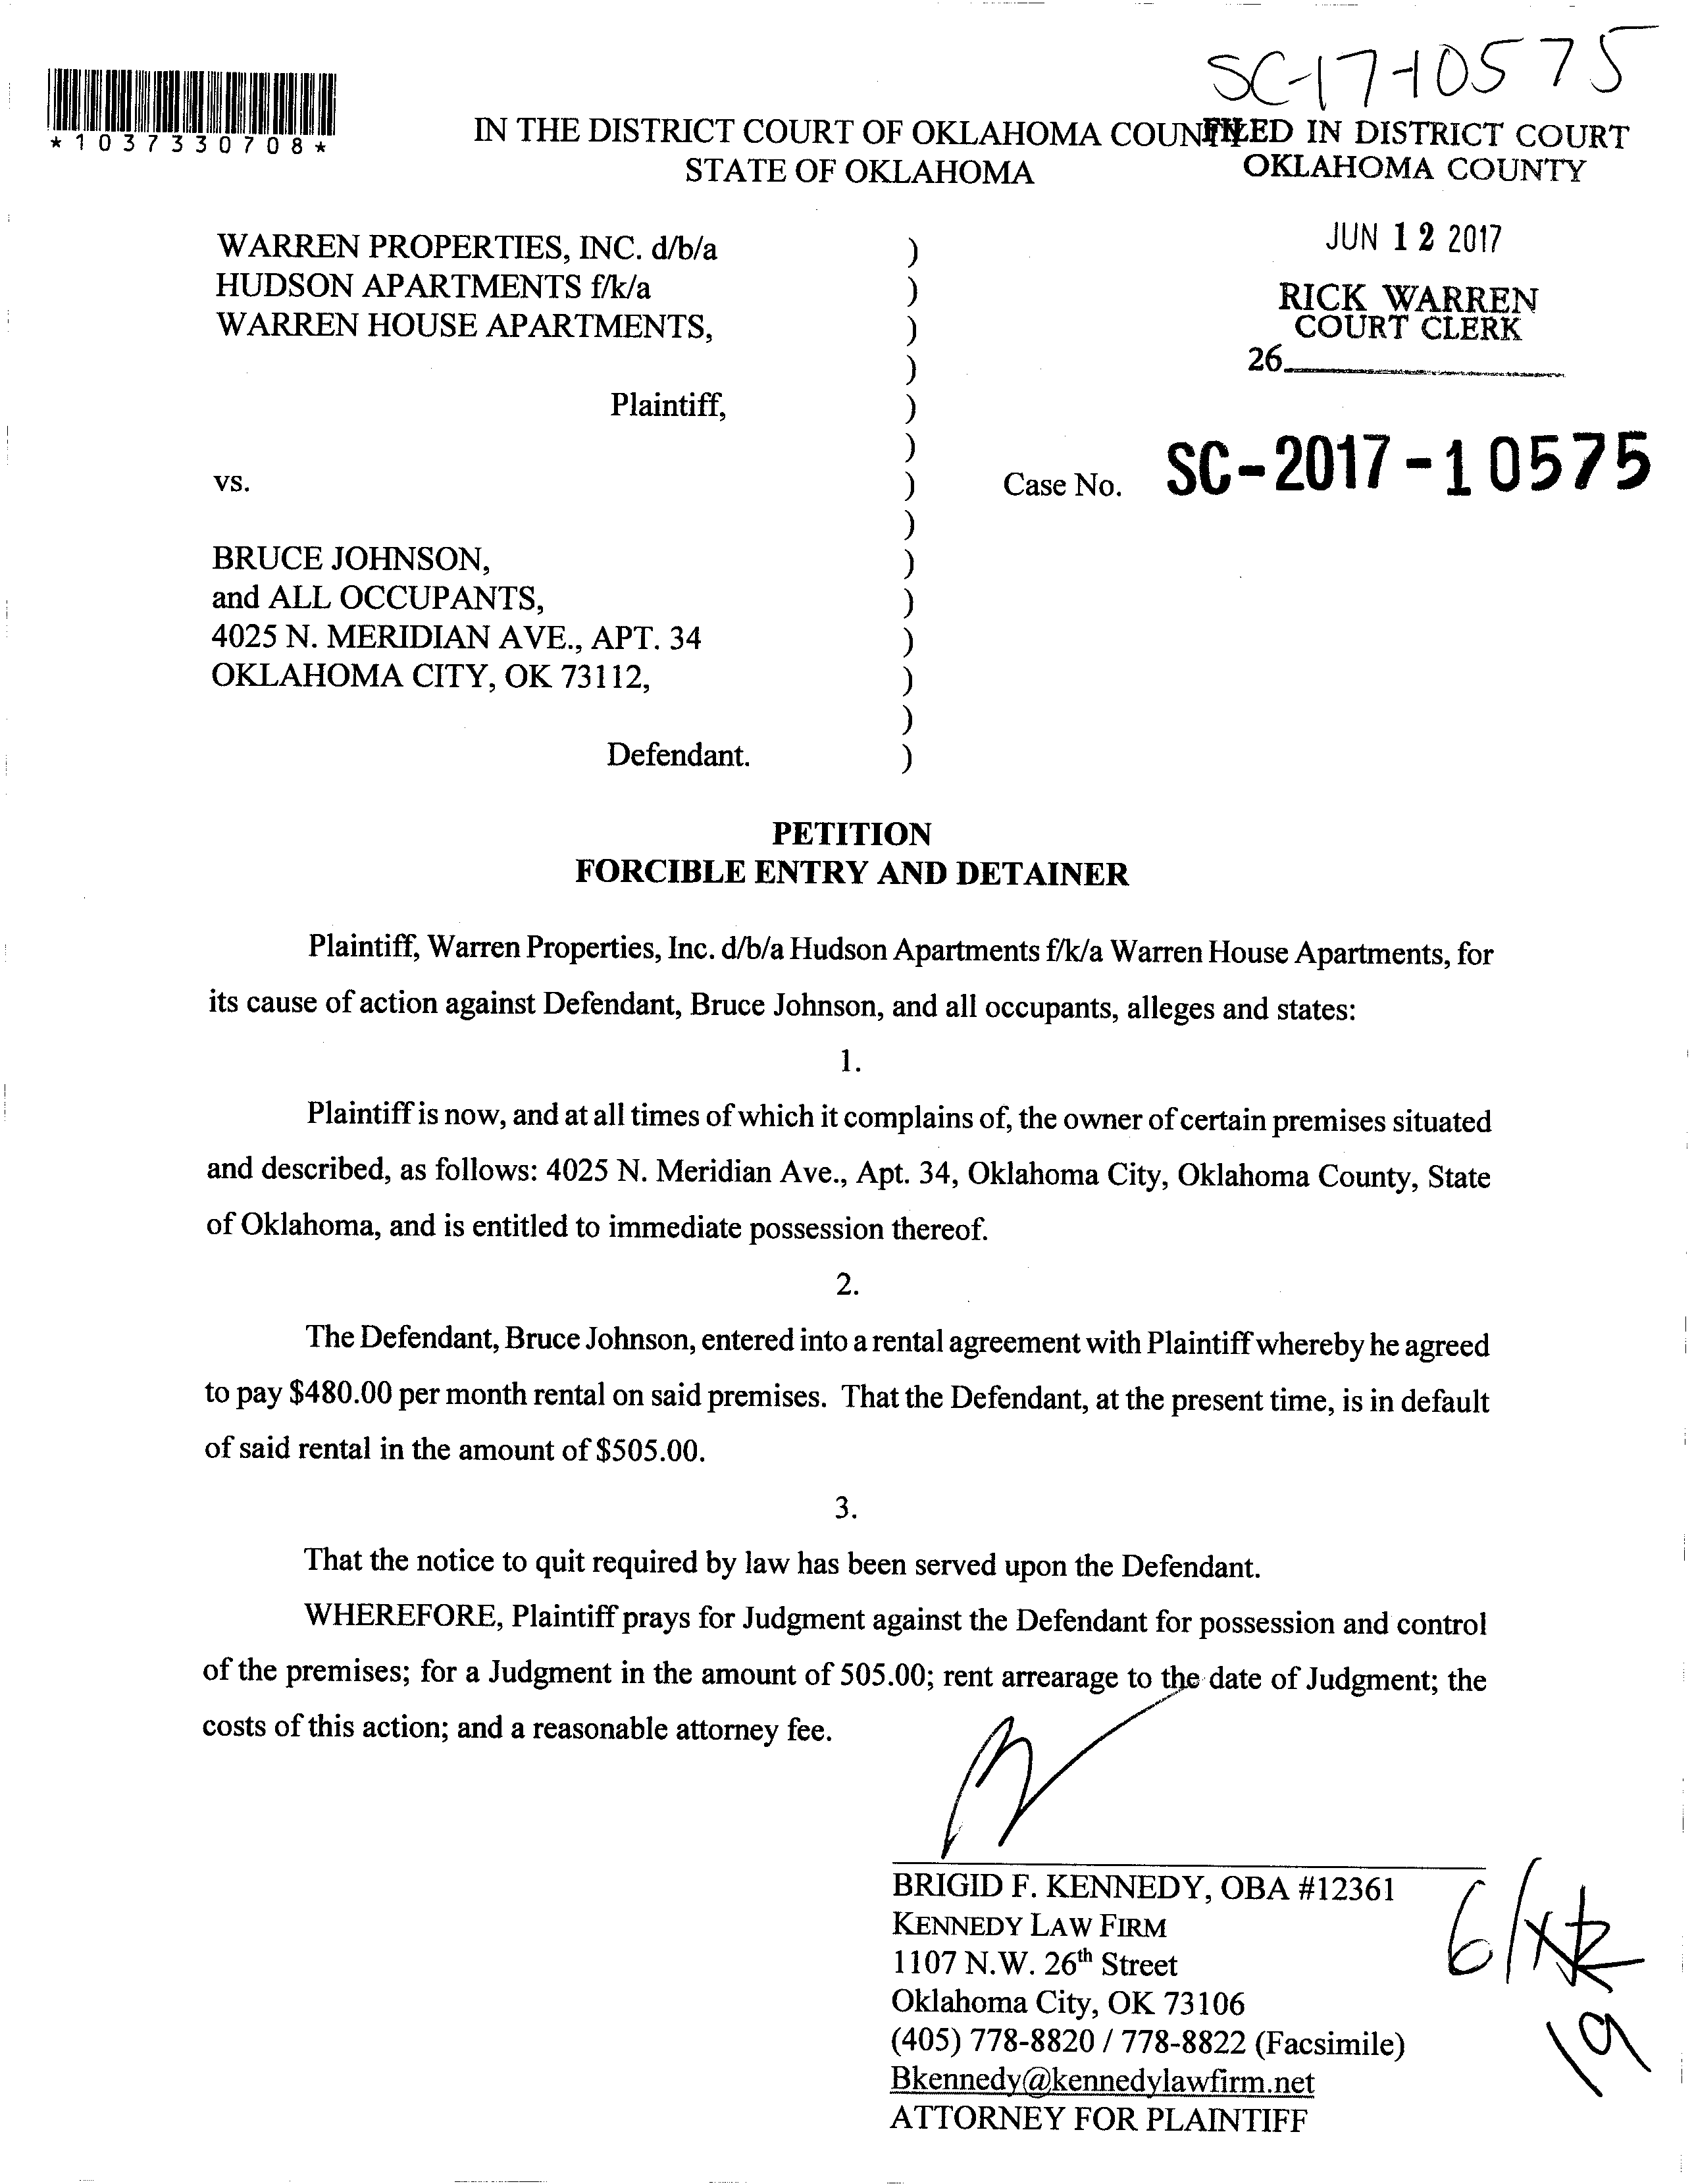 SC-17-10575
*1037330708*
IN THE DISTRICT COURT OF OKLAHOMA COUNTY
STATE OF OKLAHOMA
FILED IN DISTRICT COURT
OKLAHOMA COUNTY
JUN 12 2017
RICK WARREN
COURT CLERK
26
WARREN PROPERTIES, INC. d/b/a )
HUDSON APARTMENTS f/k/a )
WARREN HOUSE APARTMENTS, )
)
Plaintiff, )
)
vs. ) Case No. SC-2017-10575
)
BRUCE JOHNSON, )
and ALL OCCUPANTS, )
4025 N. MERIDIAN AVE., APT. 34 )
OKLAHOMA CITY, OK 73112, )
)
Defendant. )
PETITION
FORCIBLE ENTRY AND DETAINER
Plaintiff, Warren Properties, Inc. d/b/a Hudson Apartments f/k/a Warren House Apartments, for
its cause of action against Defendant, Bruce Johnson, and all occupants, alleges and states:
1.
Plaintiff is now, and at all times of which it complains of, the owner of certain premises situated
and described, as follows: 4025 N. Meridian Ave., Apt. 34, Oklahoma City, Oklahoma County, State
of Oklahoma, and is entitled to immediate possession thereof.
2.
The Defendant, Bruce Johnson, entered into a rental agreement with Plaintiff whereby he agreed
to pay $480.00 per month rental on said premises. That the Defendant, at the present time, is in default
of said rental in the amount of $505.00.
3.
That the notice to quit required by law has been served upon the Defendant.
WHEREFORE, Plaintiff prays for Judgment against the Defendant for possession and control
of the premises; for a Judgment in the amount of 505.00; rent arrearage to the date of Judgment; the
costs of this action; and a reasonable attorney fee.
BRIGID F. KENNEDY, OBA #12361
KENNEDY LAW FIRM
1107 N.W. 26th Street
Oklahoma City, OK 73106
(405) 778-8820 / 778-8822 (Facsimile)
Bkennedy@kennedylawfirm.net
ATTORNEY FOR PLAINTIFF
19